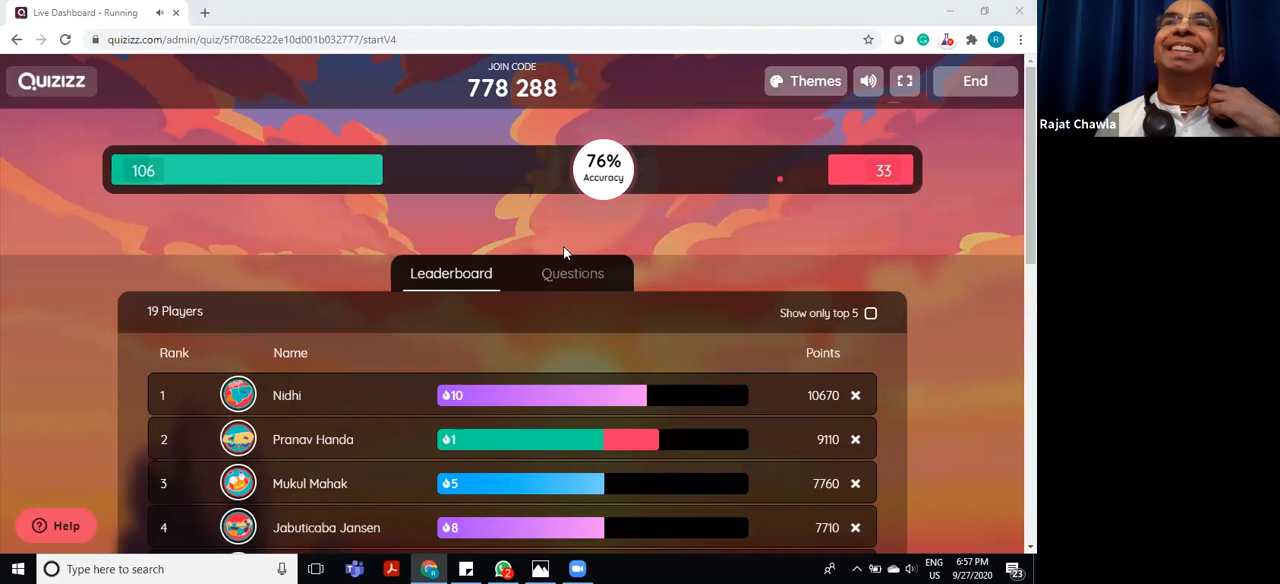 Live Dashboard - Running
quizizz.com/admin/quiz/5f708c6222e10d001b032777/startV4
R
QUIZIZZ
JOIN CODE
778 288
Themes
End
Rajat Chawla
106
76%
Accuracy
33
Leaderboard Questions
19 Players
Show only top 5
Rank Name Points
1 Nidhi 10 10670
2 Pranav Handa 1 9110
3 Mukul Mahak 5 7760
4 Jabuticaba Jansen 8 7710
? Help
Type here to search
2
ENG
US
6:57 PM
9/27/2020
23